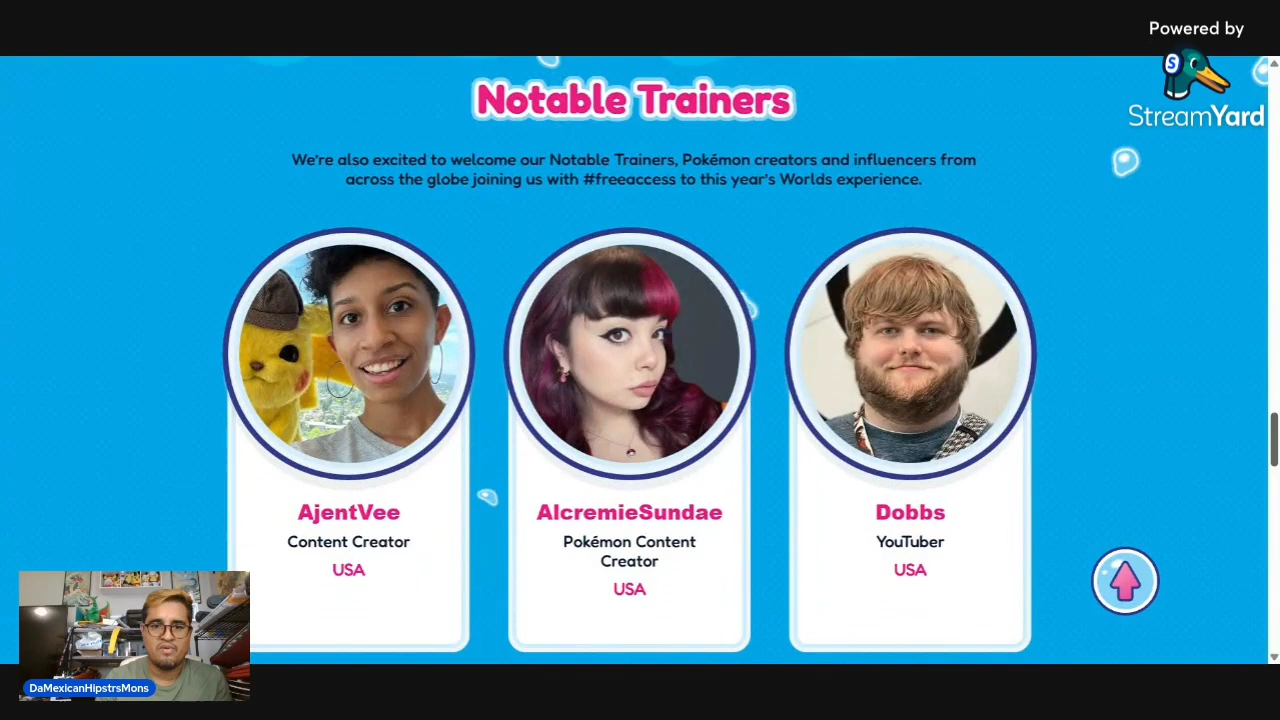 Powered by
StreamYard
Notable Trainers
We're also excited to welcome our Notable Trainers, Pokémon creators and influencers from
across the globe joining us with #freeaccess to this year's Worlds experience.
AjentVee
Content Creator
USA
AlcremieSundae
Pokémon Content
Creator
USA
Dobbs
YouTuber
USA
DaMexicanHipstrsMons